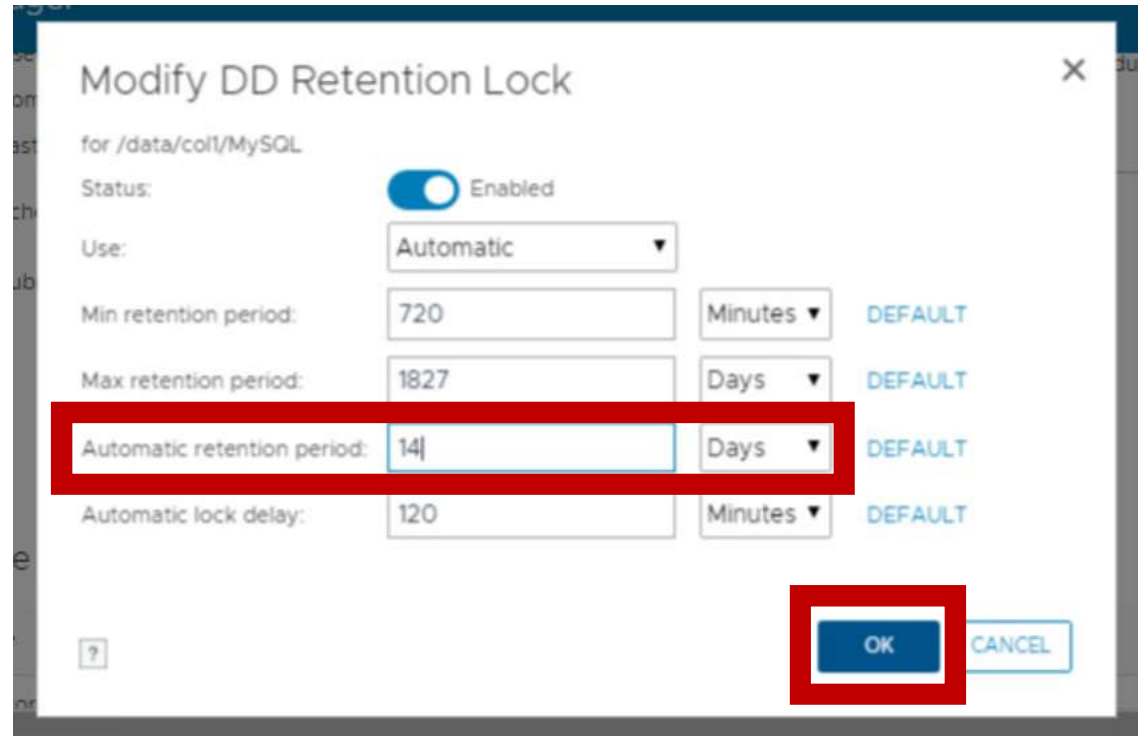 Modify DD Retention Lock
for /data/col1/MySQL
Status: Enabled
Use: Automatic
Min retention period: 720 Minutes DEFAULT
Max retention period: 1827 Days DEFAULT
Automatic retention period: 14 Days DEFAULT
Automatic lock delay: 120 Minutes DEFAULT
? OK CANCEL